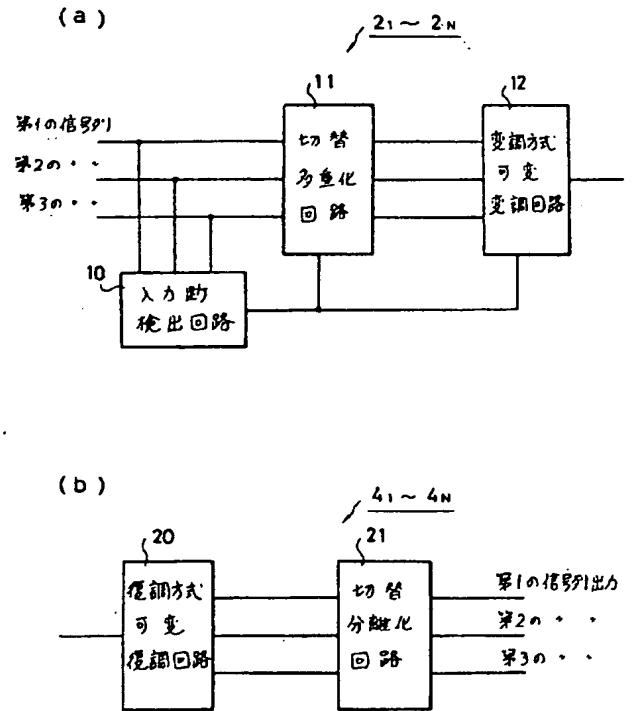 (a)
2₁～2N
11
12
第1の信号列
第2の〃〃
第3の〃〃
切替
多重化
回路
変調方式
可変
変調回路
10
入力断
検出回路
(b)
4₁～4N
20
21
復調方式
可変
復調回路
切替
分離化
回路
第1の信号列出力
第2の〃〃
第3の〃〃